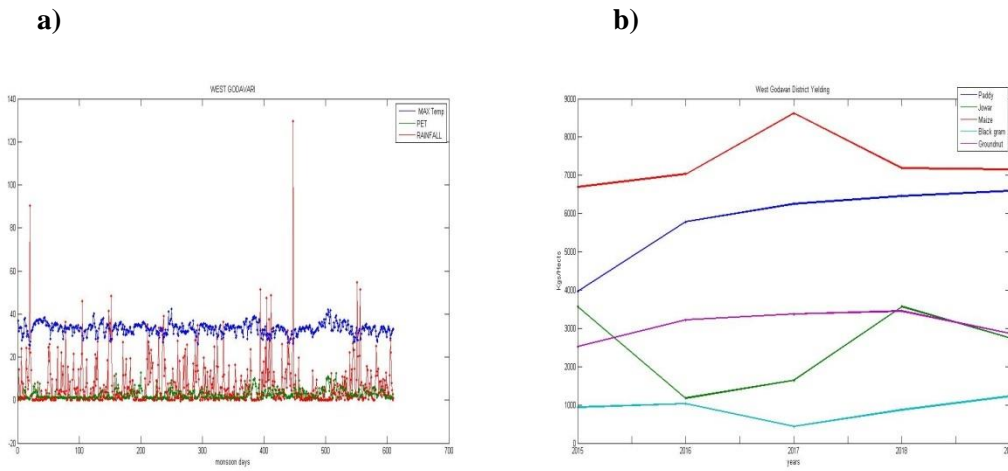 a)
b)
WEST GODAVARI
140
120
100
80
60
40
20
0
-20
0 100 200 300 400 500 600 700
monsoon days
MAX Temp
PET
RAINFALL
West Godavari District Yielding
9000
8000
7000
6000
5000
4000
3000
2000
1000
0
Kgs/Hects
2015 2016 2017 2018
years
Paddy
Jowar
Maize
Black gram
Groundnut